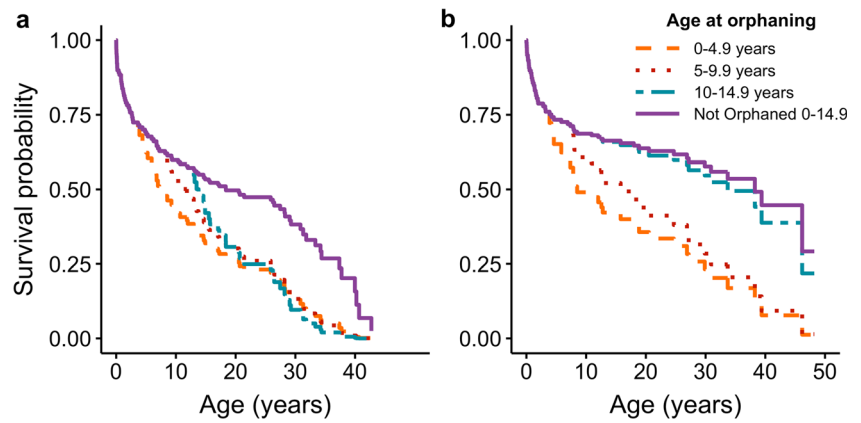 a
b
Age at orphaning
0-4.9 years
5-9.9 years
10-14.9 years
Not Orphaned 0-14.9
Survival probability
1.00
0.75
0.50
0.25
0.00
0 10 20 30 40
Age (years)
1.00
0.75
0.50
0.25
0.00
0 10 20 30 40 50
Age (years)